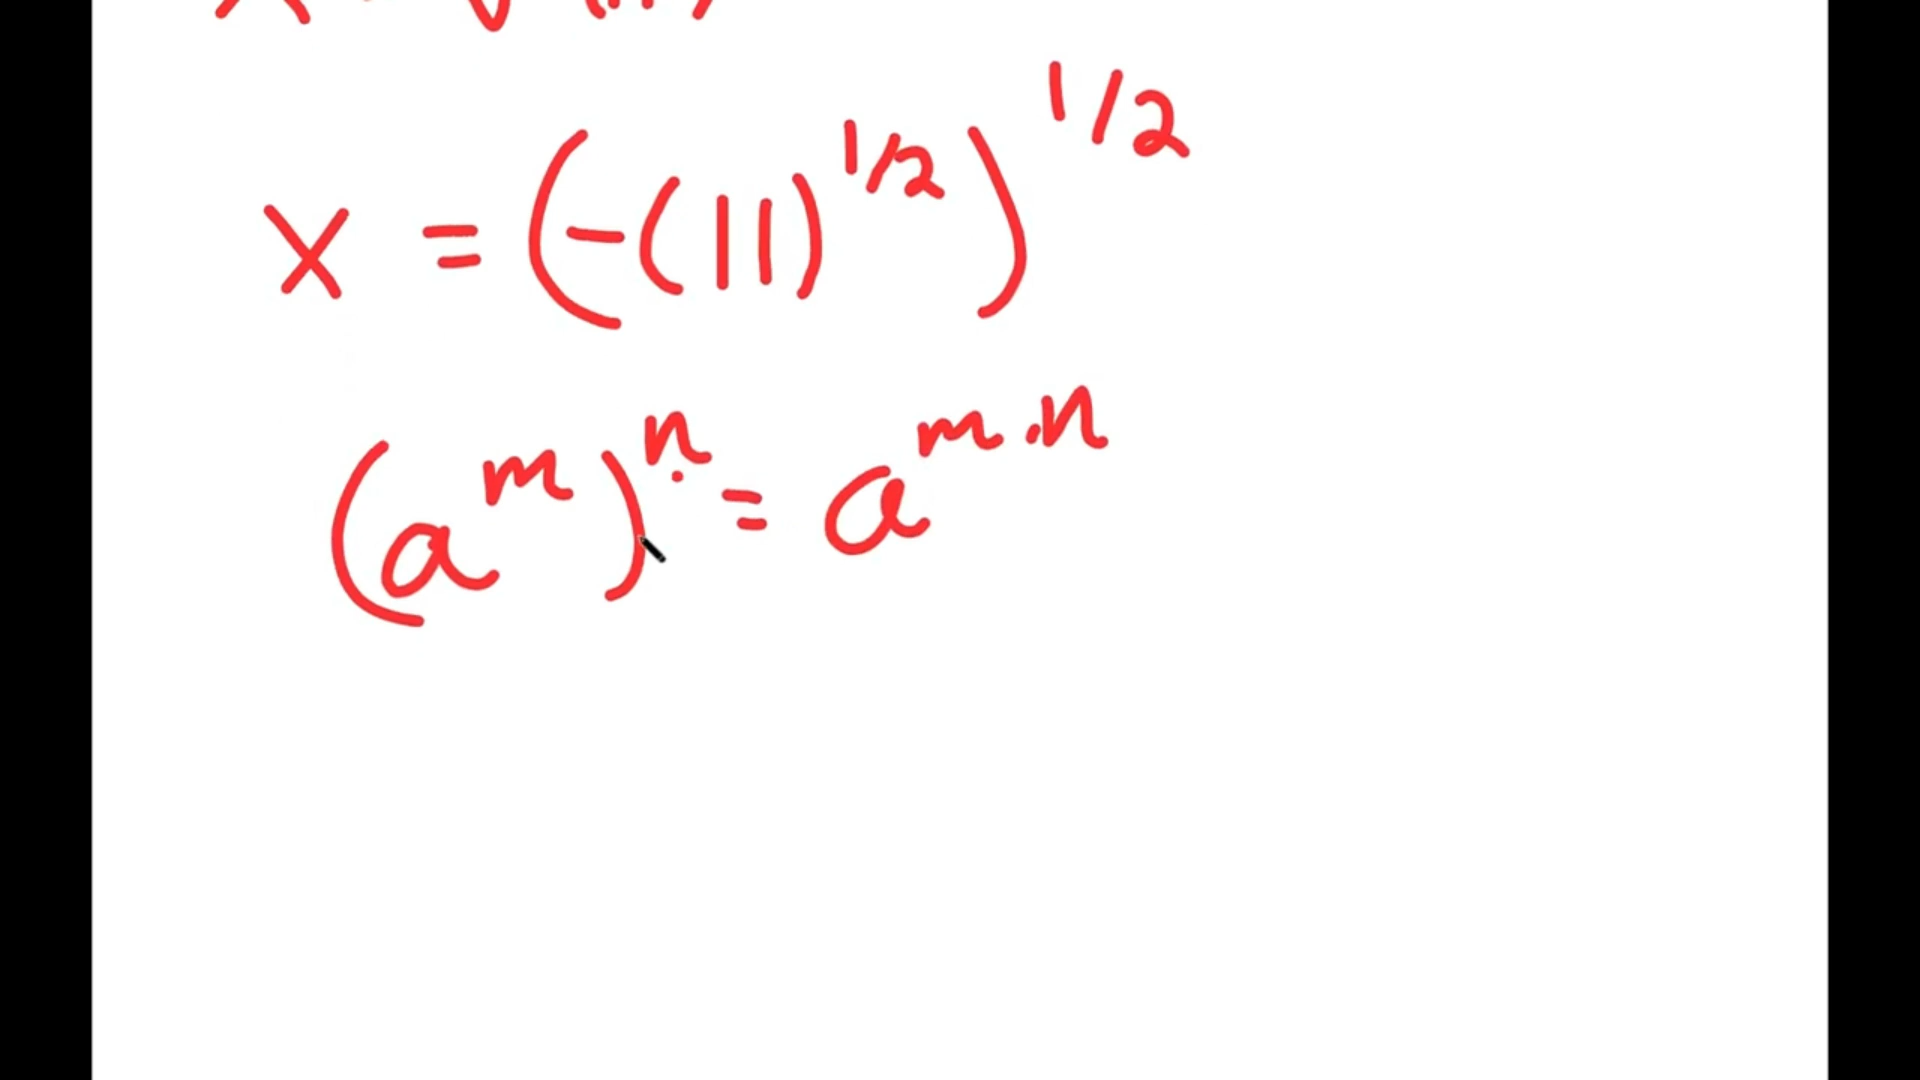 x = (-(11)^{1/2})^{1/2}
(a^m)^n = a^{m·n}